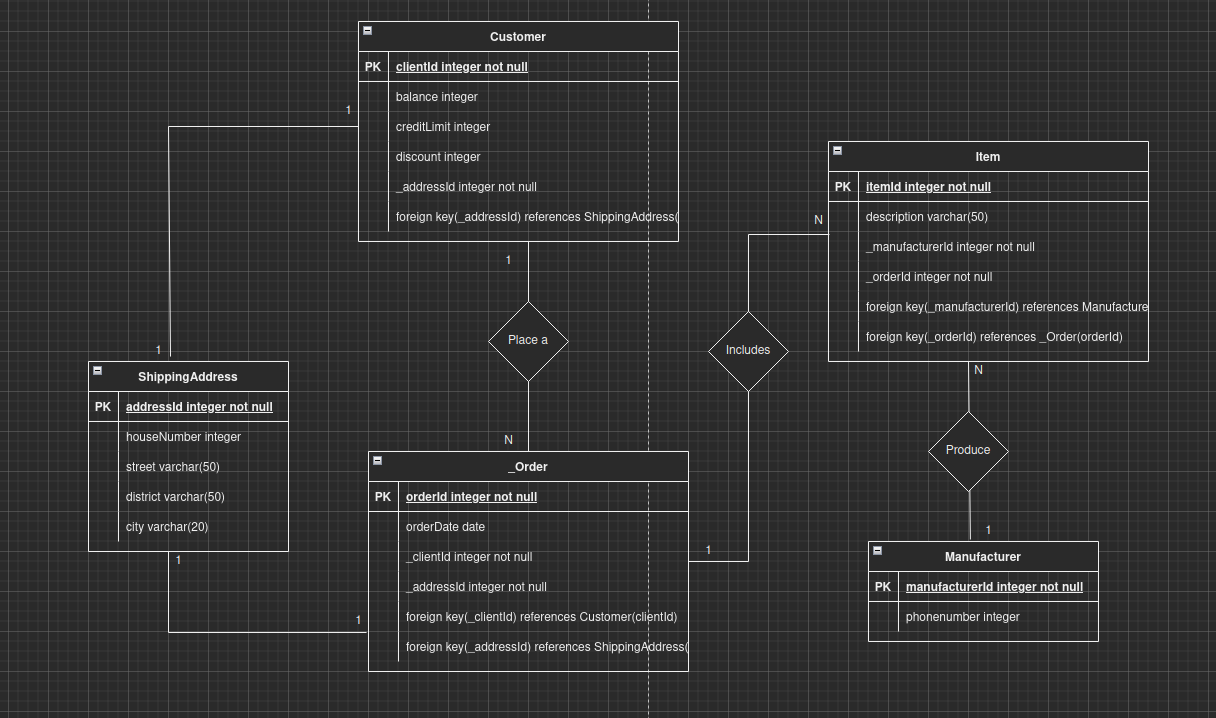 Customer
PK clientId integer not null
balance integer
creditLimit integer
discount integer
_addressId integer not null
foreign key(_addressId) references ShippingAddress(
1
1
Place a
N
1
ShippingAddress
PK addressId integer not null
houseNumber integer
street varchar(50)
district varchar(50)
city varchar(20)
1
1
_Order
PK orderId integer not null
orderDate date
_clientId integer not null
_addressId integer not null
foreign key(_clientId) references Customer(clientId)
foreign key(_addressId) references ShippingAddress(
1
Includes
N
Item
PK itemId integer not null
description varchar(50)
_manufacturerId integer not null
_orderId integer not null
foreign key(_manufacturerId) references Manufacture
foreign key(_orderId) references _Order(orderId)
N
Produce
1
Manufacturer
PK manufacturerId integer not null
phonenumber integer